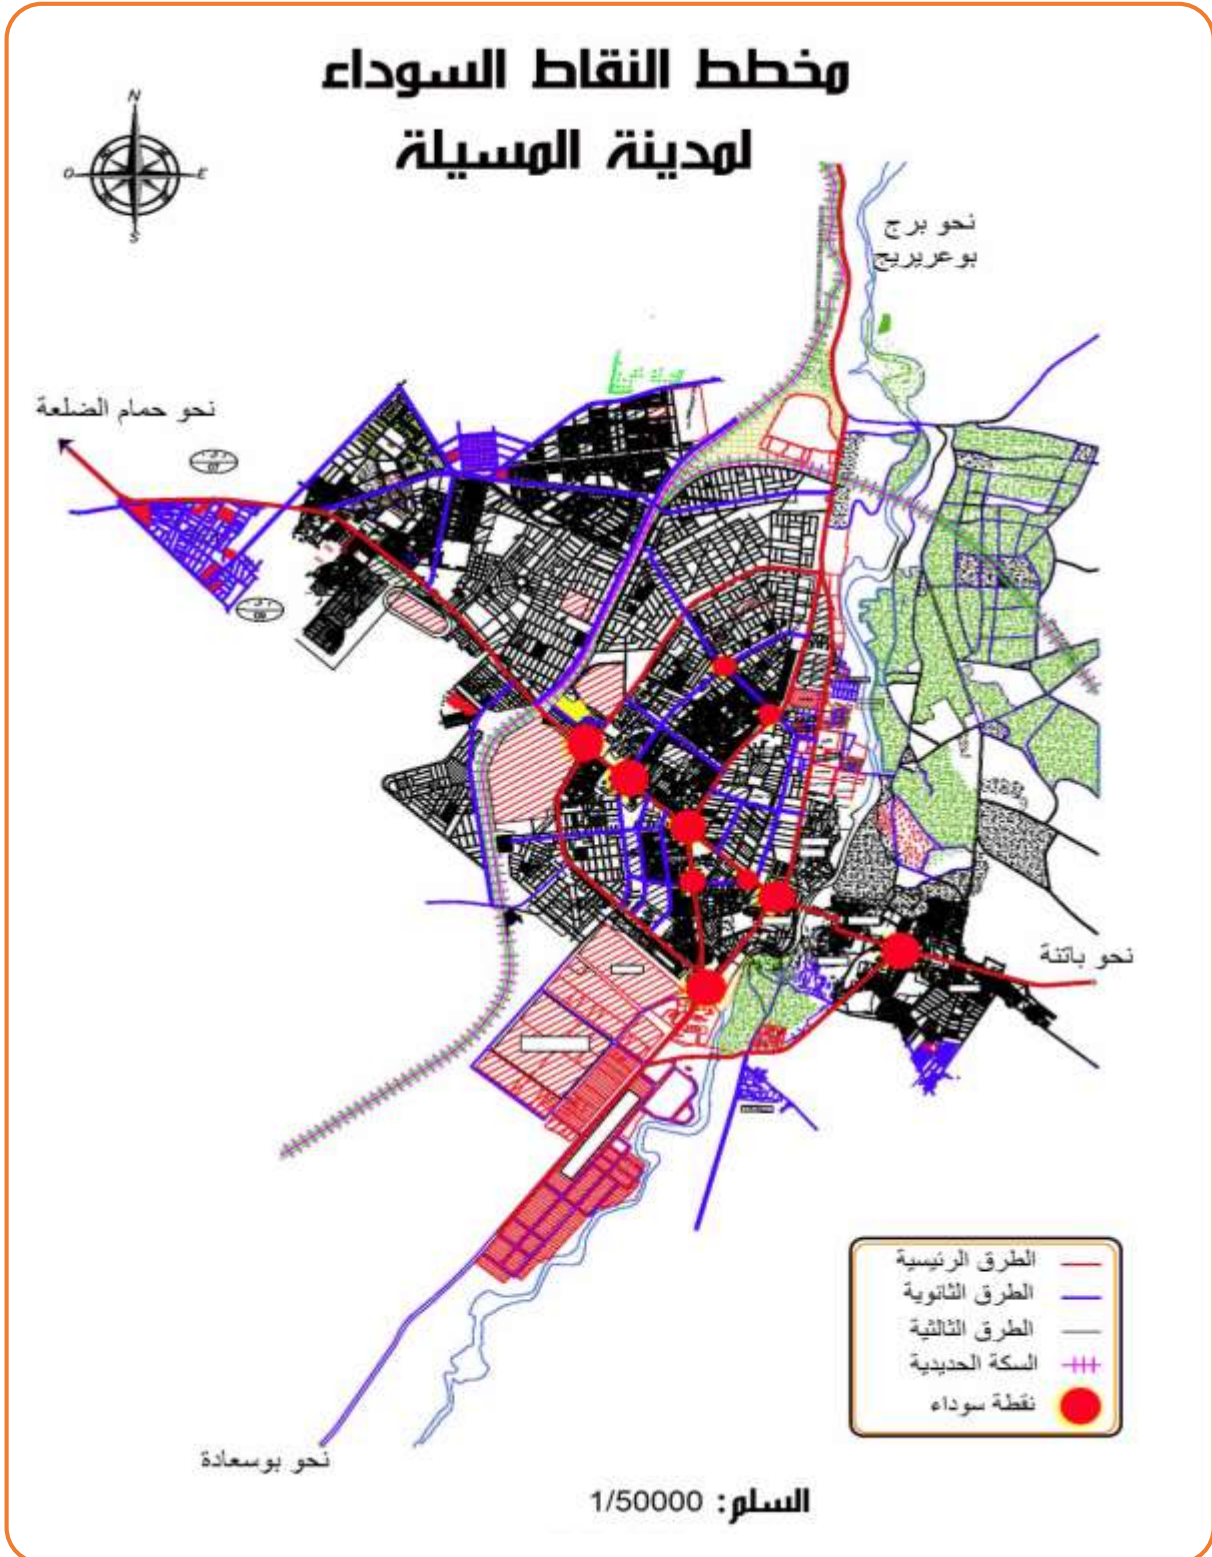 مخطط النقاط السوداء
لمدينة المسيلة
N
O
E
S
نحو برج
بوعريريج
نحو حمام الضلعة
نحو باتنة
الطرق الرئيسية
الطرق الثانوية
الطرق الثالثية
السكة الحديدية
نقطة سوداء
نحو بوسعادة
السلم: 1/50000